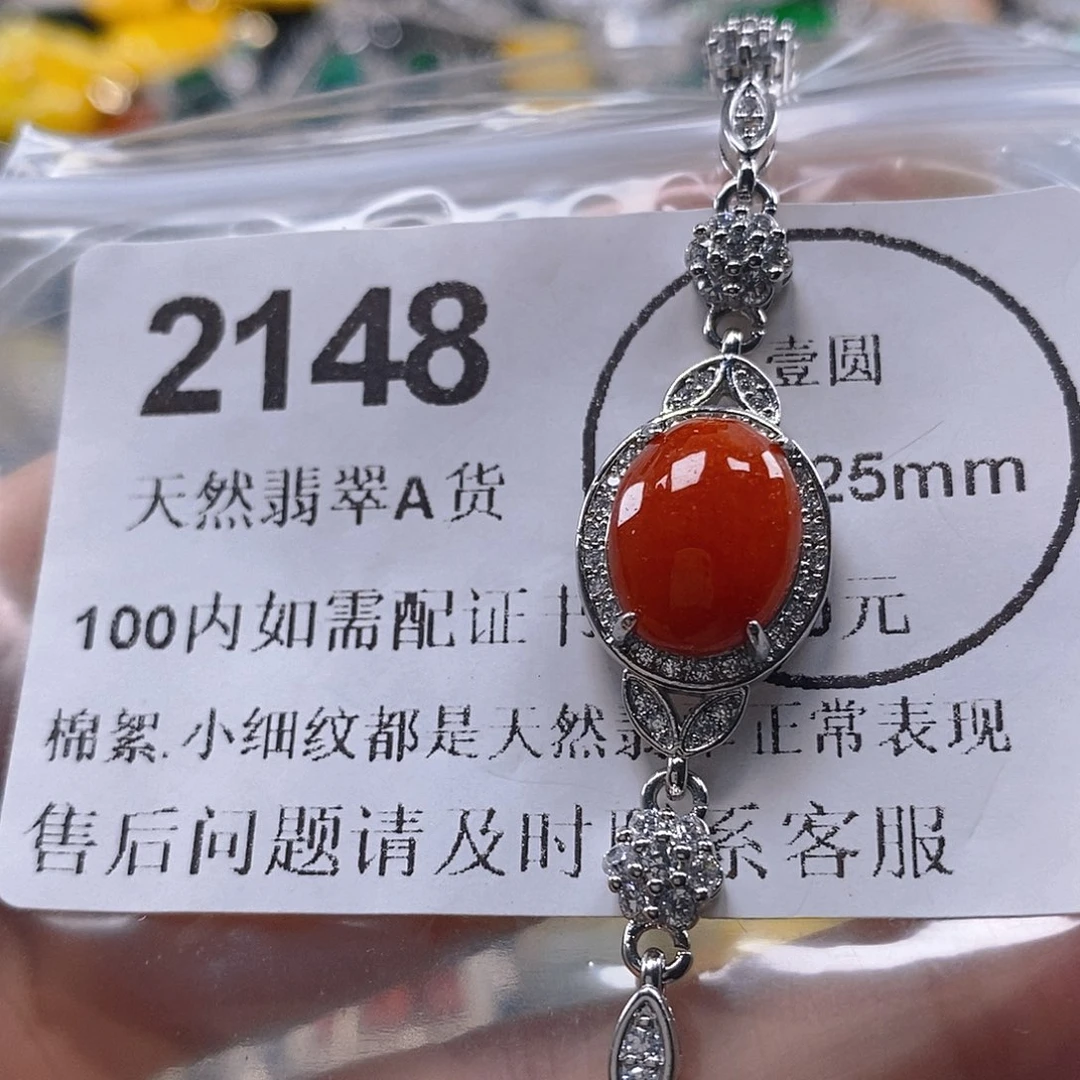 2148
壹圆
天然翡翠A货
25mm
100内如需配证书 元
棉絮.小细纹都是天然翡翠正常表现
售后问题请及时 系客服